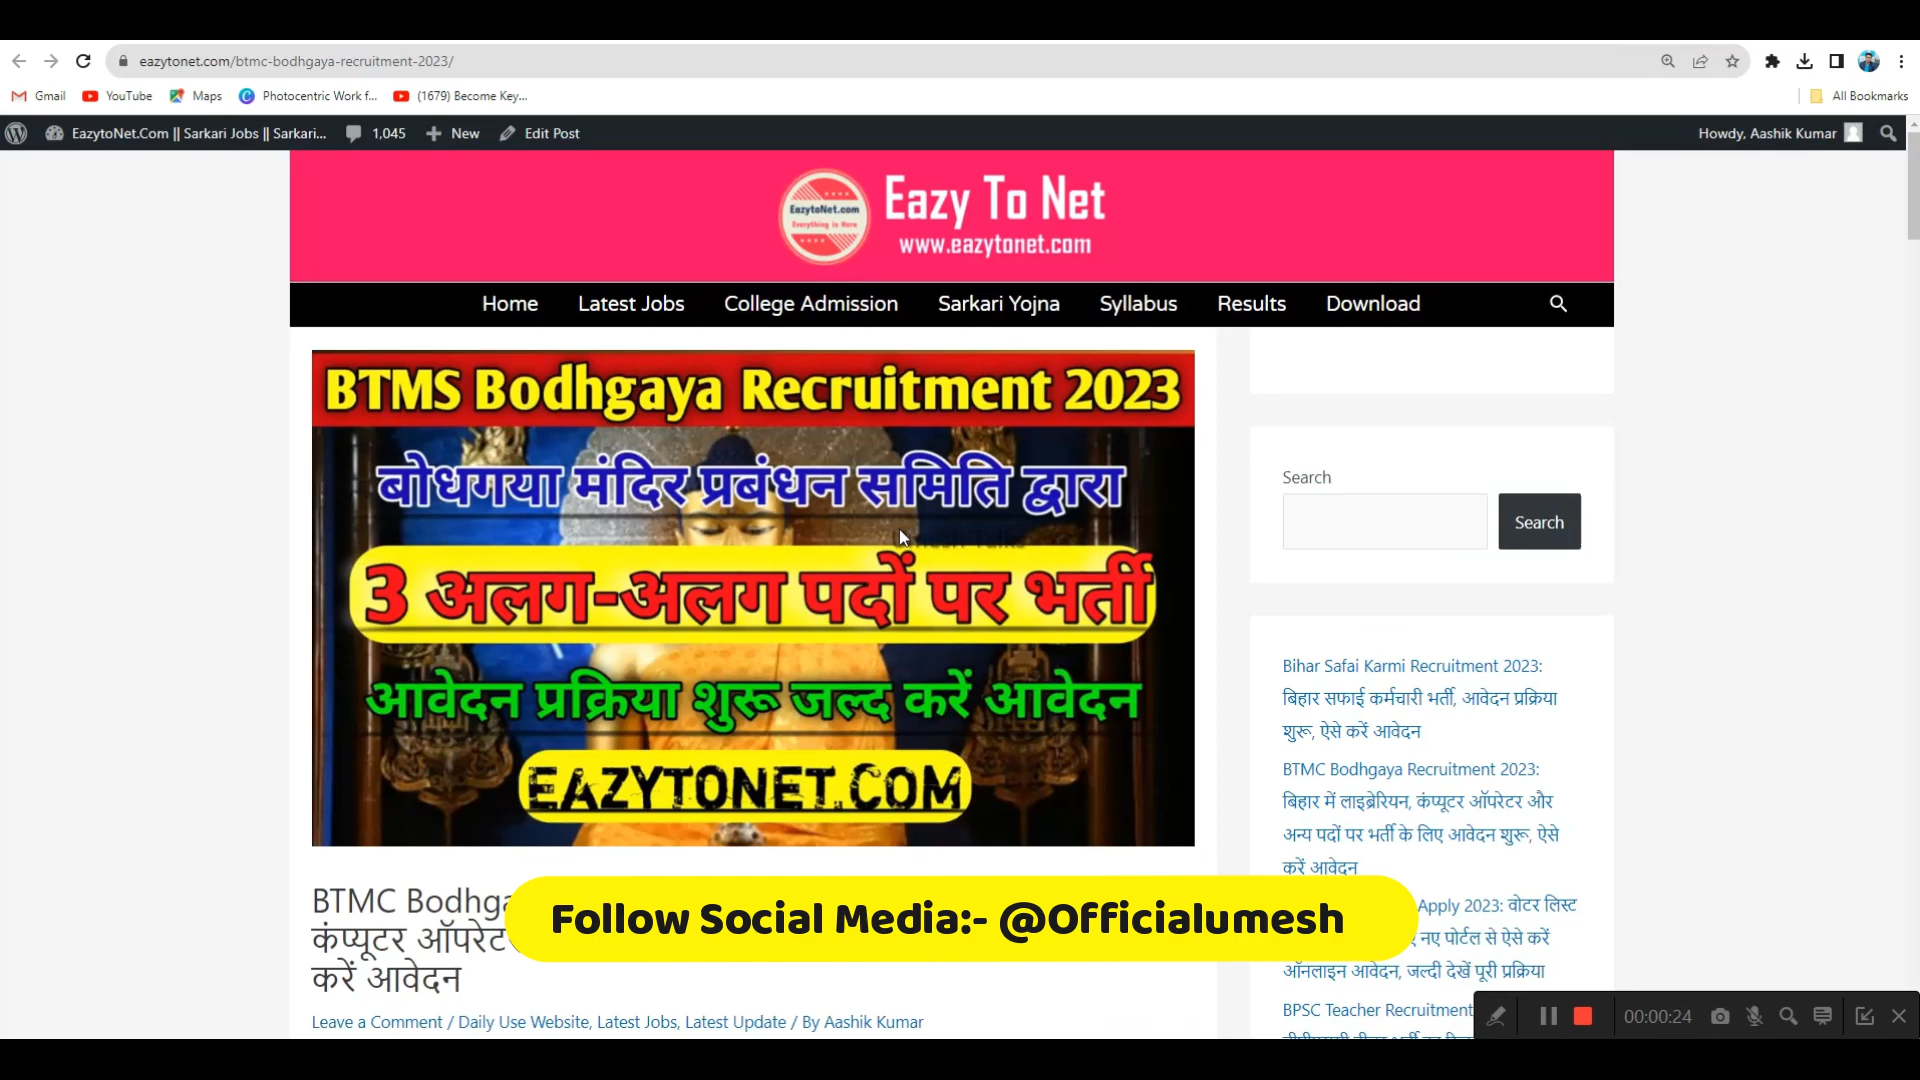 eazytonet.com/btmc-bodhgaya-recruitment-2023/
Gmail YouTube Maps Photocentric Work f... (1679) Become Key... All Bookmarks
EazytoNet.Com || Sarkari Jobs || Sarkari... 1,045 New Edit Post Howdy, Aashik Kumar
EazytoNet.com
Everything is Here
Eazy To Net
www.eazytonet.com
Home Latest Jobs College Admission Sarkari Yojna Syllabus Results Download
BTMS Bodhgaya Recruitment 2023
बोधगया मंदिर प्रबंधन समिति द्वारा
3 अलग-अलग पदों पर भर्ती
आवेदन प्रक्रिया शुरू जल्द करें आवेदन
EAZYTONET.COM
BTMC Bodhga
कंप्यूटर ऑपरेट
करें आवेदन
Leave a Comment / Daily Use Website, Latest Jobs, Latest Update / By Aashik Kumar
Search
Search
Bihar Safai Karmi Recruitment 2023:
बिहार सफाई कर्मचारी भर्ती, आवेदन प्रक्रिया
शुरू, ऐसे करें आवेदन
BTMC Bodhgaya Recruitment 2023:
बिहार में लाइब्रेरियन, कंप्यूटर ऑपरेटर और
अन्य पदों पर भर्ती के लिए आवेदन शुरू, ऐसे
करें आवेदन
Apply 2023: वोटर लिस्ट
नए पोर्टल से ऐसे करें
ऑनलाइन आवेदन, जल्दी देखें पूरी प्रक्रिया
BPSC Teacher Recruitment
Follow Social Media:- @Officialumesh
00:00:24